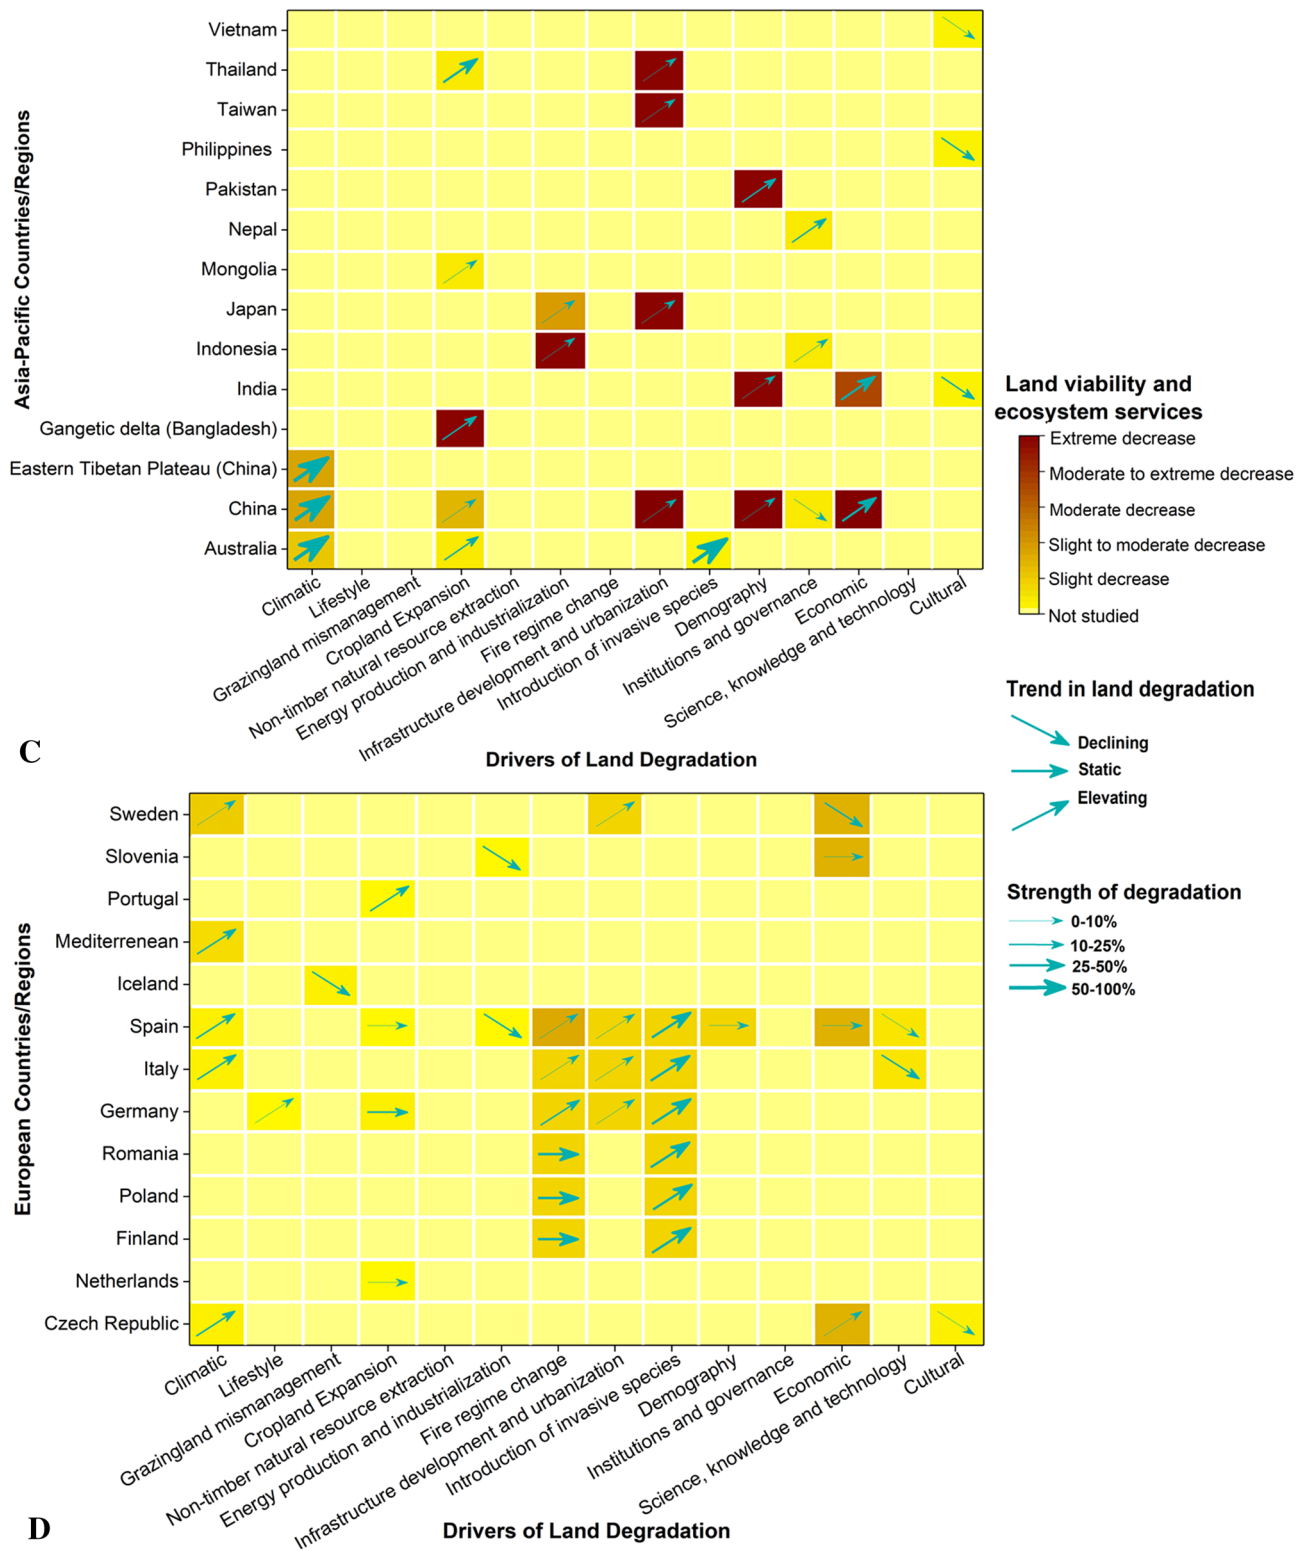 Asia-Pacific Countries/Regions
Vietnam
Thailand
Taiwan
Philippines
Pakistan
Nepal
Mongolia
Japan
Indonesia
India
Gangetic delta (Bangladesh)
Eastern Tibetan Plateau (China)
China
Australia
Climatic
Lifestyle
Grazingland mismanagement
Cropland Expansion
Non-timber natural resource extraction
Energy production and industrialization
Fire regime change
Infrastructure development and urbanization
Introduction of invasive species
Demography
Institutions and governance
Economic
Science, knowledge and technology
Cultural
Drivers of Land Degradation
C
Land viability and
ecosystem services
Extreme decrease
Moderate to extreme decrease
Moderate decrease
Slight to moderate decrease
Slight decrease
Not studied
Trend in land degradation
Declining
Static
Elevating
Strength of degradation
0-10%
10-25%
25-50%
50-100%
European Countries/Regions
Sweden
Slovenia
Portugal
Mediterrenean
Iceland
Spain
Italy
Germany
Romania
Poland
Finland
Netherlands
Czech Republic
Climatic
Lifestyle
Grazingland mismanagement
Cropland Expansion
Non-timber natural resource extraction
Energy production and industrialization
Fire regime change
Infrastructure development and urbanization
Introduction of invasive species
Demography
Institutions and governance
Economic
Science, knowledge and technology
Cultural
Drivers of Land Degradation
D